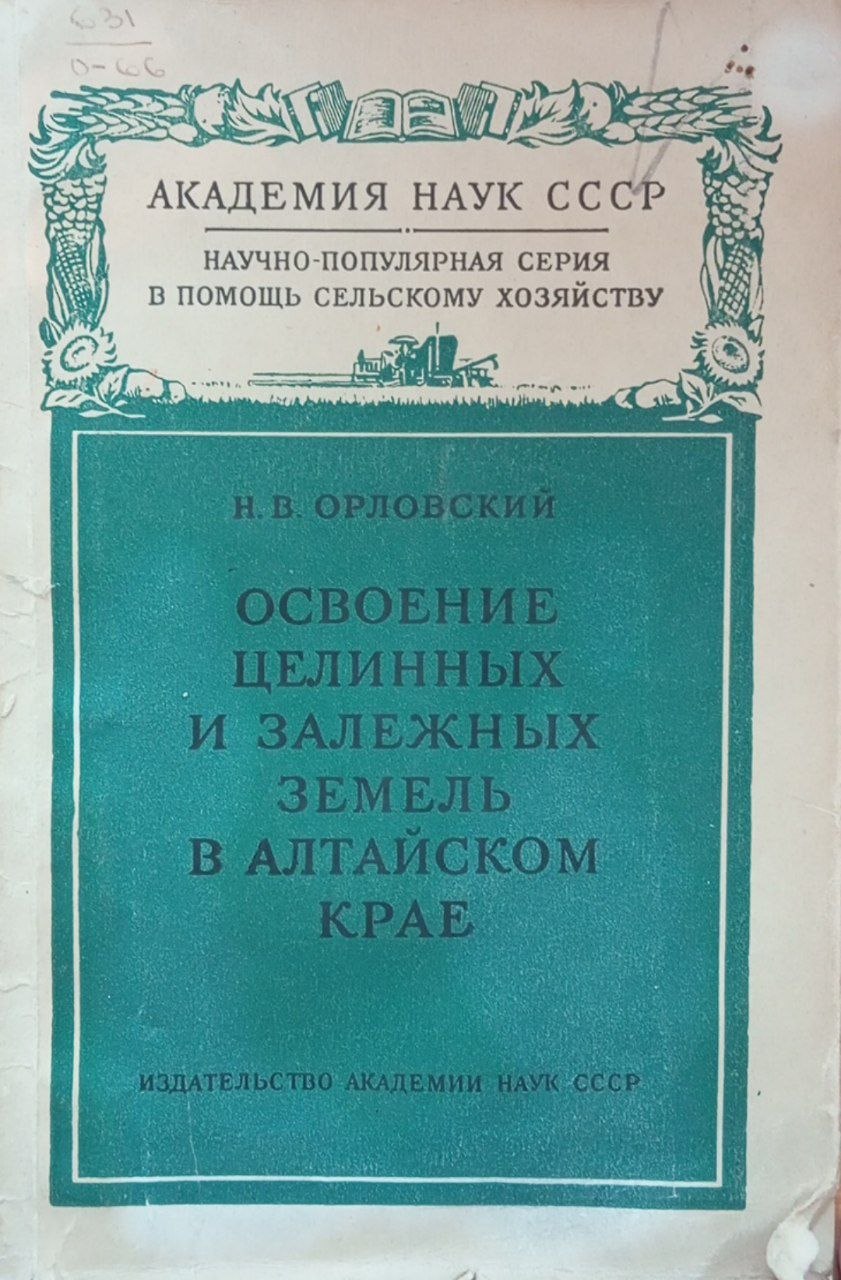 631
О-66
АКАДЕМИЯ НАУК СССР
НАУЧНО-ПОПУЛЯРНАЯ СЕРИЯ
В ПОМОЩЬ СЕЛЬСКОМУ ХОЗЯЙСТВУ
Н. В. ОРЛОВСКИЙ
ОСВОЕНИЕ
ЦЕЛИННЫХ
И ЗАЛЕЖНЫХ
ЗЕМЕЛЬ
В АЛТАЙСКОМ
КРАЕ
ИЗДАТЕЛЬСТВО АКАДЕМИИ НАУК СССР